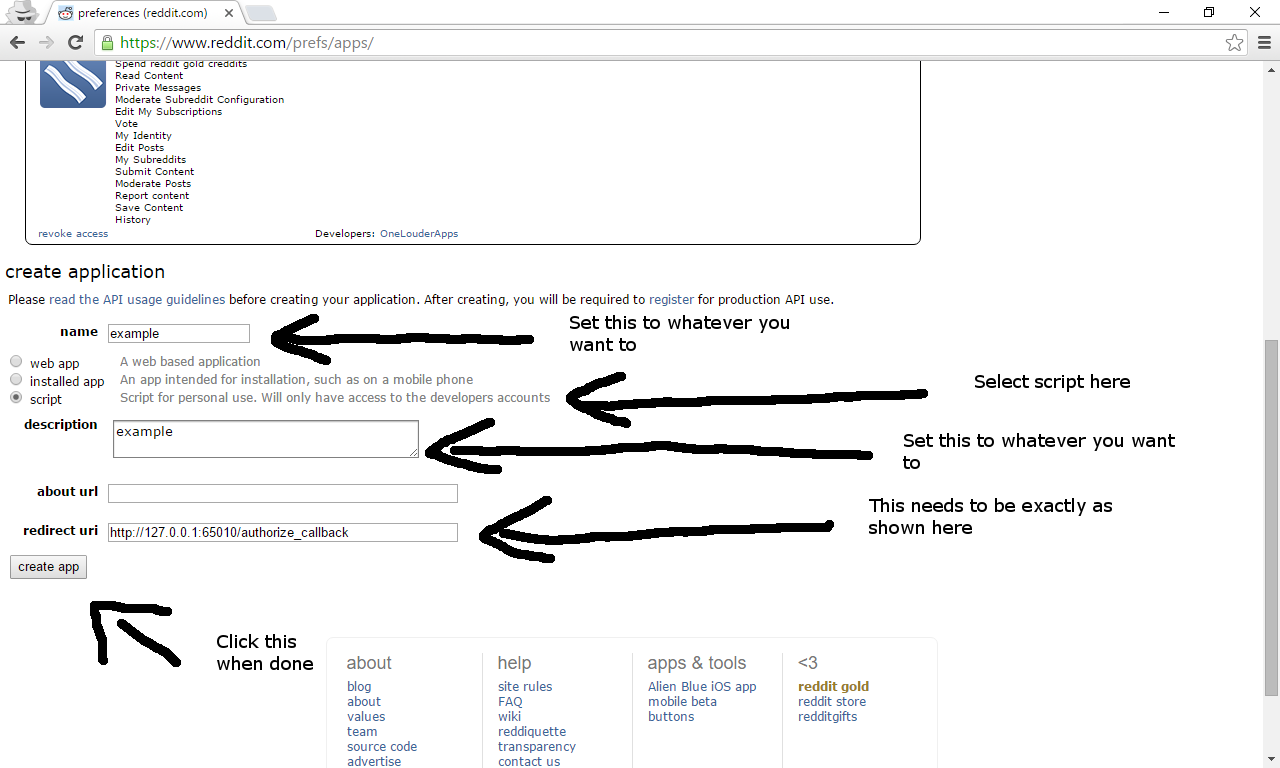 preferences (reddit.com)
https://www.reddit.com/prefs/apps/
Spend reddit gold creddits
Read Content
Private Messages
Moderate Subreddit Configuration
Edit My Subscriptions
Vote
My Identity
Edit Posts
My Subreddits
Submit Content
Moderate Posts
Report content
Save Content
History
revoke access Developers: OneLouderApps
create application
Please read the API usage guidelines before creating your application. After creating, you will be required to register for production API use.
name example
Set this to whatever you
want to
web app A web based application
installed app An app intended for installation, such as on a mobile phone
script Script for personal use. Will only have access to the developers accounts
Select script here
description example
Set this to whatever you want
to
about url
redirect uri http://127.0.0.1:65010/authorize_callback
This needs to be exactly as
shown here
create app
Click this
when done
about
blog
about
values
team
source code
advertise
help
site rules
FAQ
wiki
reddiquette
transparency
contact us
apps & tools
Alien Blue iOS app
mobile beta
buttons
<3
reddit gold
reddit store
redditgifts